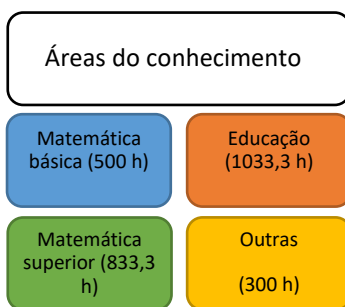 Áreas do conhecimento
Matemática
básica (500 h)
Educação
(1033,3 h)
Matemática
superior (833,3
h)
Outras
(300 h)